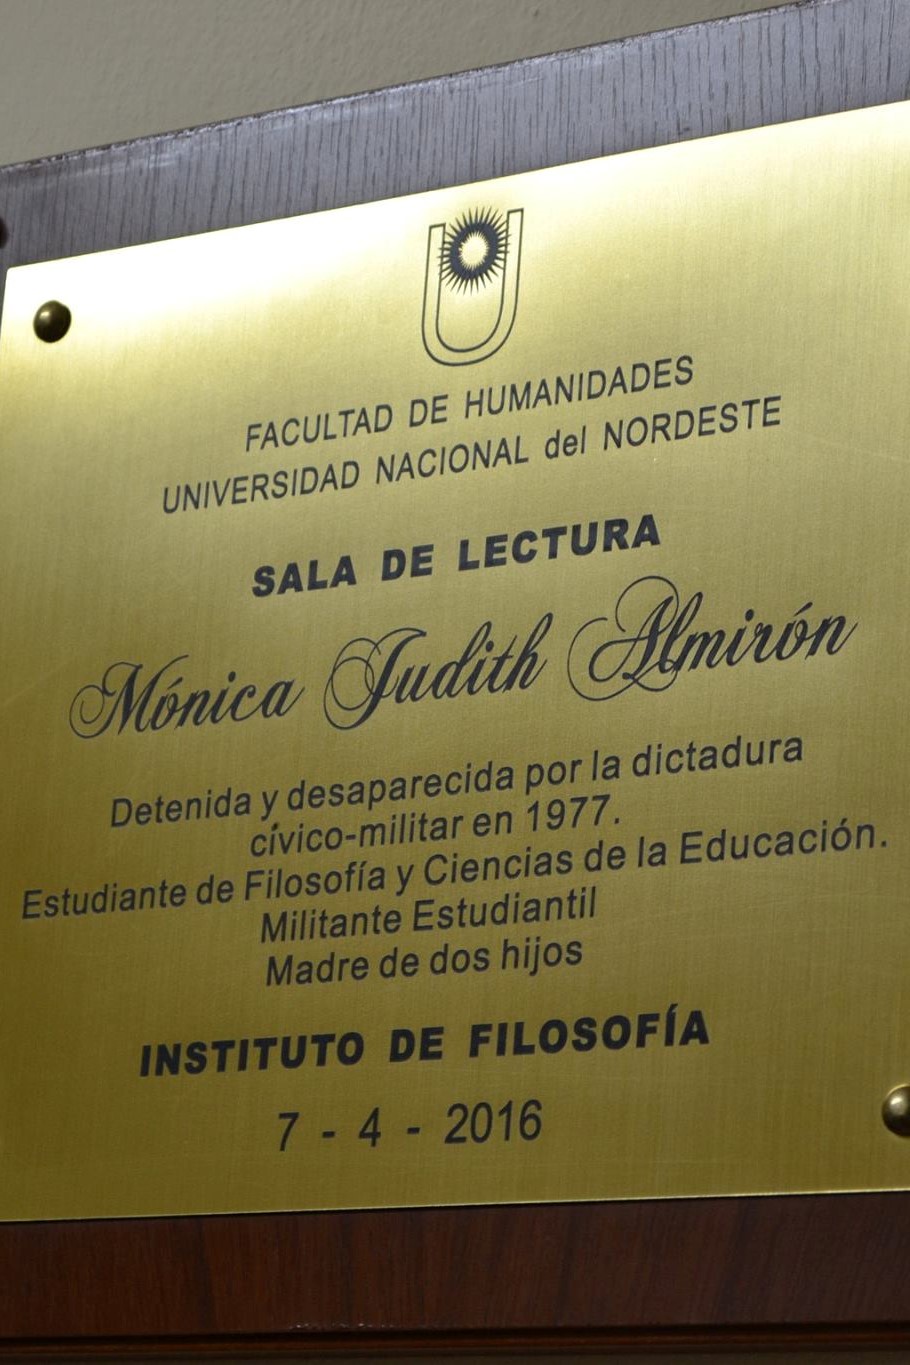 FACULTAD DE HUMANIDADES
UNIVERSIDAD NACIONAL del NORDESTE
SALA DE LECTURA
Mónica Judith Almirón
Detenida y desaparecida por la dictadura
cívico-militar en 1977.
Estudiante de Filosofía y Ciencias de la Educación.
Militante Estudiantil
Madre de dos hijos
INSTITUTO DE FILOSOFÍA
7 - 4 - 2016